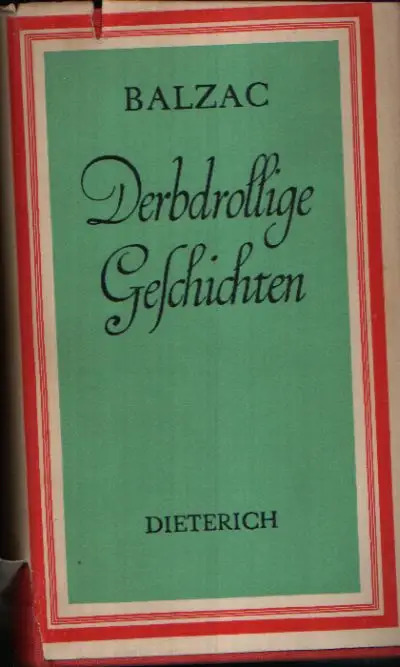 BALZAC
Derbdrollige
Geſchichten
DIETERICH